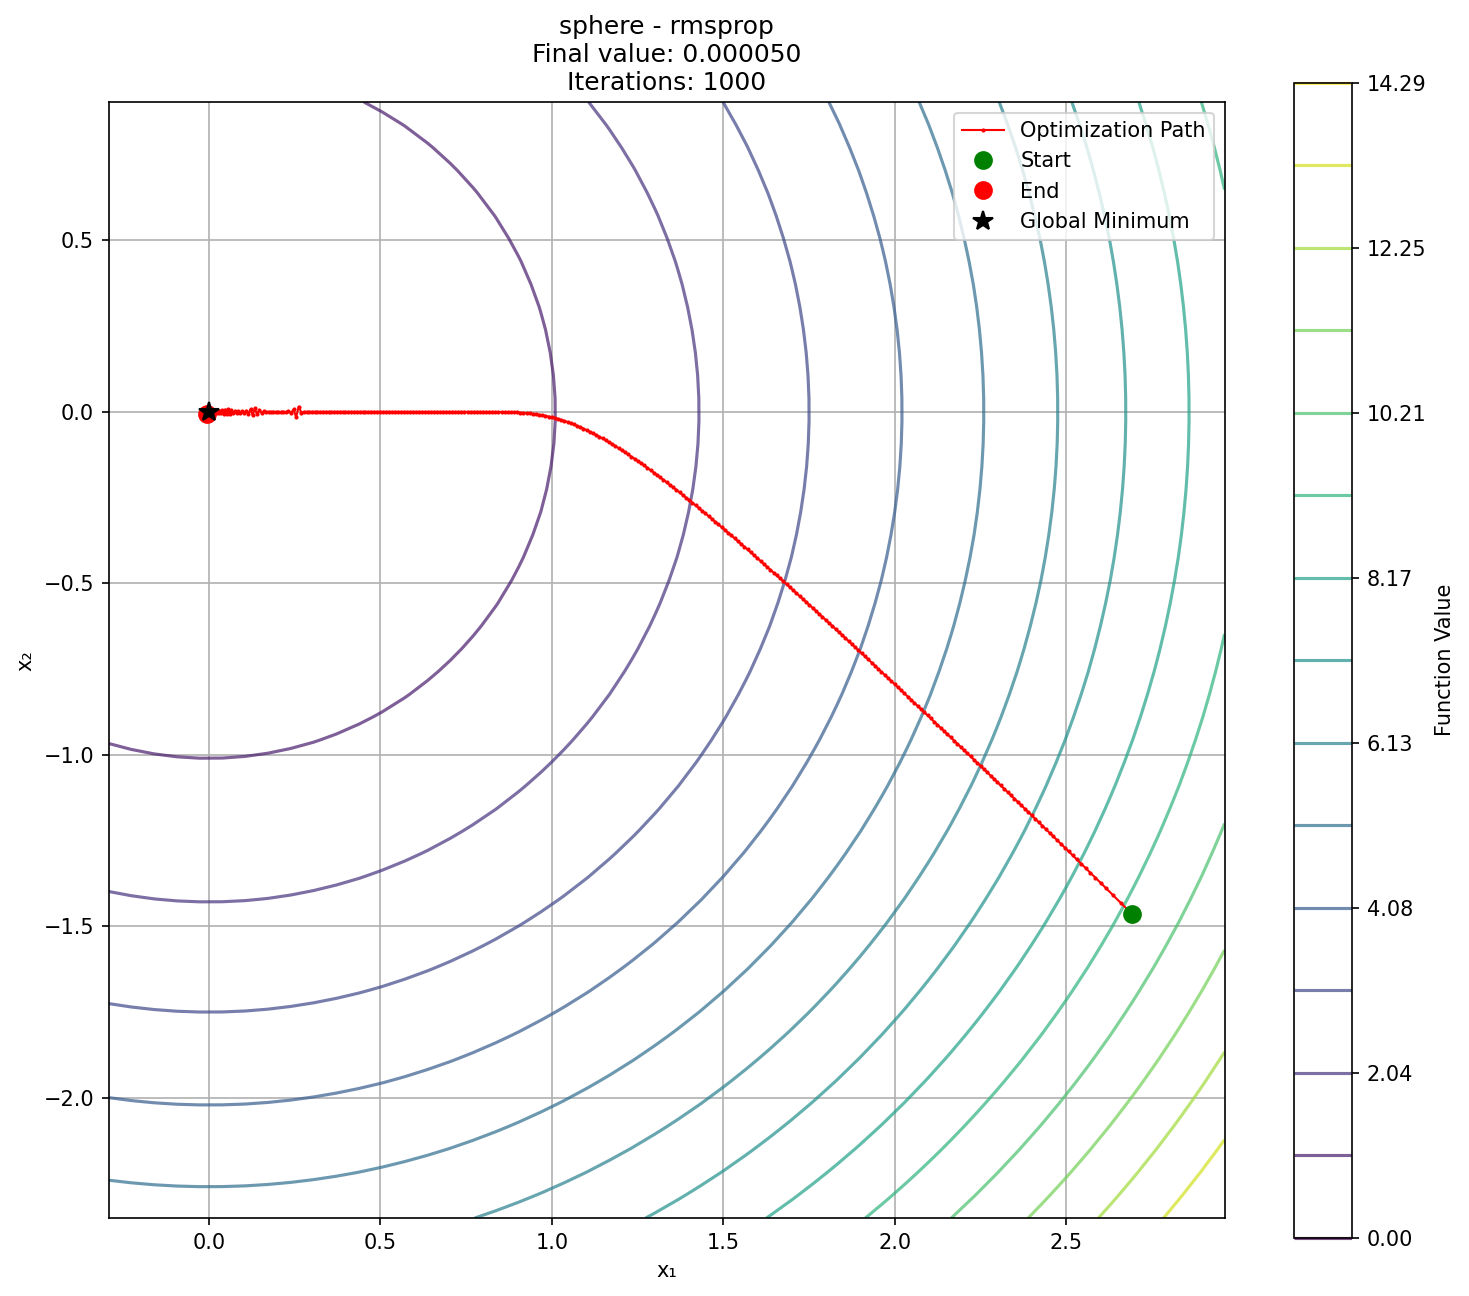 sphere - rmsprop
Final value: 0.000050
Iterations: 1000
Optimization Path
Start
End
Global Minimum
0.5
0.0
−0.5
−1.0
−1.5
−2.0
x₂
0.0 0.5 1.0 1.5 2.0 2.5
x₁
14.29
12.25
10.21
8.17
6.13
4.08
2.04
0.00
Function Value